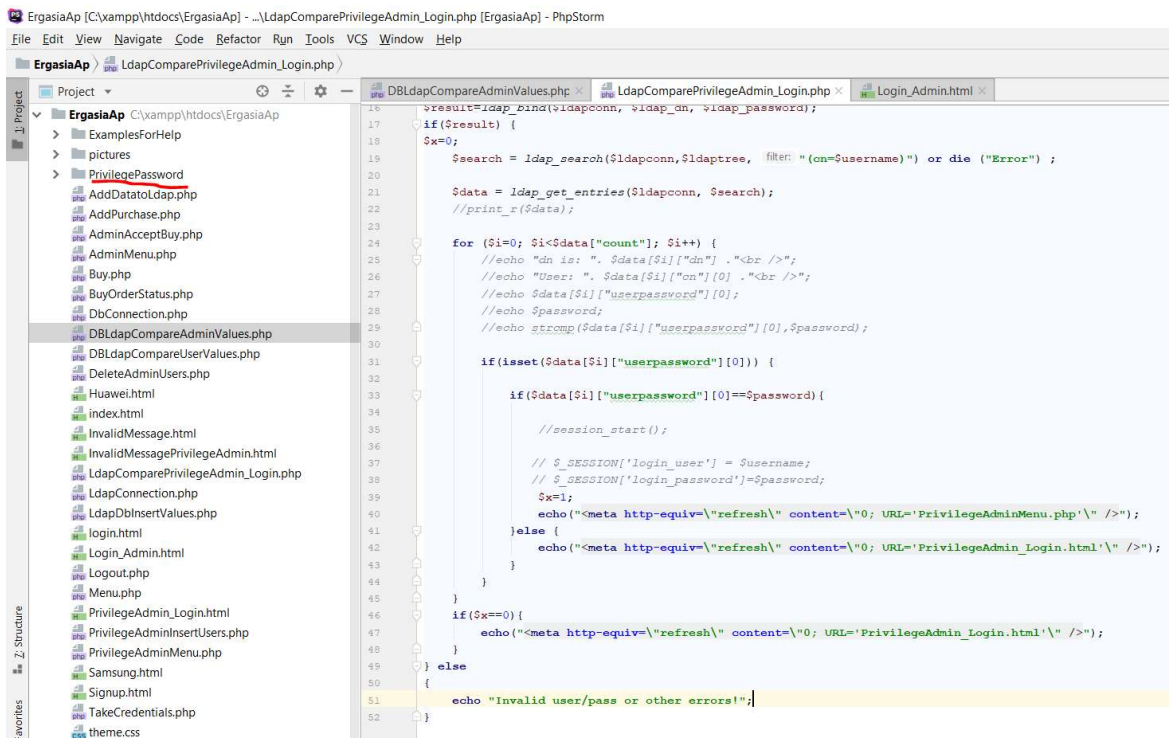 ErgasiaAp [C:\xampp\htdocs\ErgasiaAp] - ...\LdapComparePrivilegeAdmin_Login.php [ErgasiaAp] - PhpStorm
File Edit View Navigate Code Refactor Run Tools VCS Window Help
ErgasiaAp LdapComparePrivilegeAdmin_Login.php
1: Project
Project
ErgasiaAp C:\xampp\htdocs\ErgasiaAp
ExamplesForHelp
pictures
PrivilegePassword
AddDatatoLdap.php
AddPurchase.php
AdminAcceptBuy.php
AdminMenu.php
Buy.php
BuyOrderStatus.php
DbConnection.php
DBLdapCompareAdminValues.php
DBLdapCompareUserValues.php
DeleteAdminUsers.php
Huawei.html
index.html
InvalidMessage.html
InvalidMessagePrivilegeAdmin.html
LdapComparePrivilegeAdmin_Login.php
LdapConnection.php
LdapDbInsertValues.php
login.html
Login_Admin.html
Logout.php
Menu.php
PrivilegeAdmin_Login.html
PrivilegeAdminInsertUsers.php
PrivilegeAdminMenu.php
Samsung.html
Signup.html
TakeCredentials.php
theme.css
Z: Structure
Favorites
DBLdapCompareAdminValues.php LdapComparePrivilegeAdmin_Login.php Login_Admin.html
16 $result=ldap_bind($ldapconn, $ldap_dn, $ldap_password);
17 if($result) {
18 $x=0;
19 $search = ldap_search($ldapconn,$ldaptree, filter: "(cn=$username)") or die ("Error") ;
20
21 $data = ldap_get_entries($ldapconn, $search);
22 //print_r($data);
23
24 for ($i=0; $i<$data["count"]; $i++) {
25 //echo "dn is: ". $data[$i]["dn"] ."<br />";
26 //echo "User: ". $data[$i]["cn"][0] ."<br />";
27 //echo $data[$i]["userpassword"][0];
28 //echo $password;
29 //echo strcmp($data[$i]["userpassword"][0],$password);
30
31 if(isset($data[$i]["userpassword"][0])) {
32
33 if($data[$i]["userpassword"][0]==$password){
34
35 //session_start();
36
37 // $_SESSION['login_user'] = $username;
38 // $_SESSION['login_password']=$password;
39 $x=1;
40 echo("<meta http-equiv=\"refresh\" content=\"0; URL='PrivilegeAdminMenu.php'\" />");
41 }else {
42 echo("<meta http-equiv=\"refresh\" content=\"0; URL='PrivilegeAdmin_Login.html'\" />");
43 }
44 }
45 }
46 if($x==0){
47 echo("<meta http-equiv=\"refresh\" content=\"0; URL='PrivilegeAdmin_Login.html'\" />");
48 }
49 } else
50 {
51 echo "Invalid user/pass or other errors!";
52 }